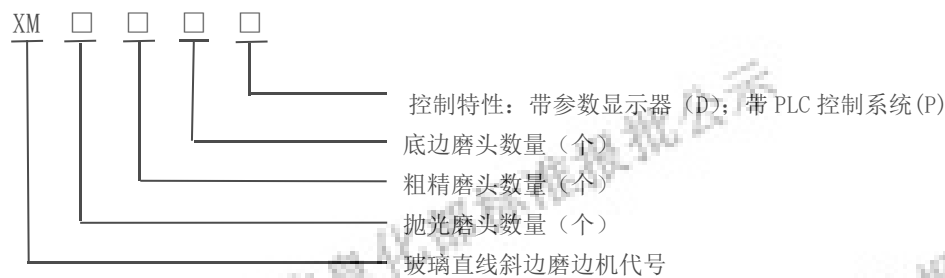 XM □ □ □ □
控制特性：带参数显示器（D）；带 PLC 控制系统(P)
底边磨头数量（个）
粗精磨头数量（个）
抛光磨头数量（个）
玻璃直线斜边磨边机代号